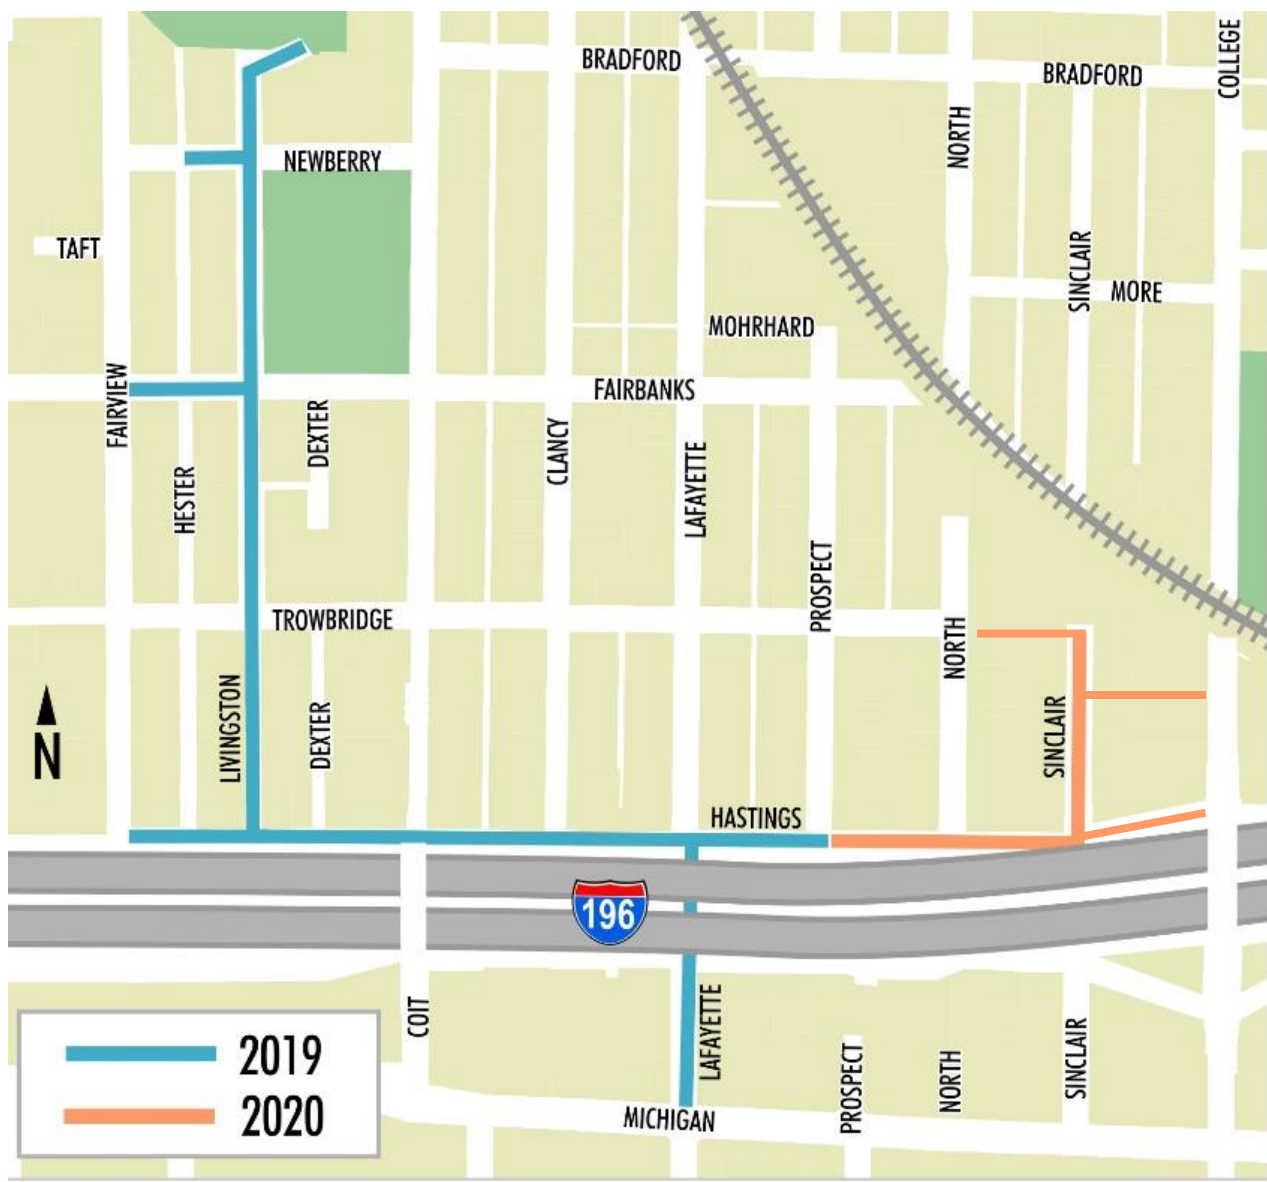 COLLEGE
BRADFORD
BRADFORD
NORTH
NEWBERRY
TAFT
SINCLAIR
MORE
MOHRHARD
FAIRVIEW
FAIRBANKS
DEXTER
CLANCY
LAFAYETTE
HESTER
PROSPECT
TROWBRIDGE
NORTH
LIVINGSTON
DEXTER
SINCLAIR
N
HASTINGS
196
COIT
LAFAYETTE
PROSPECT
NORTH
SINCLAIR
MICHIGAN
2019
2020